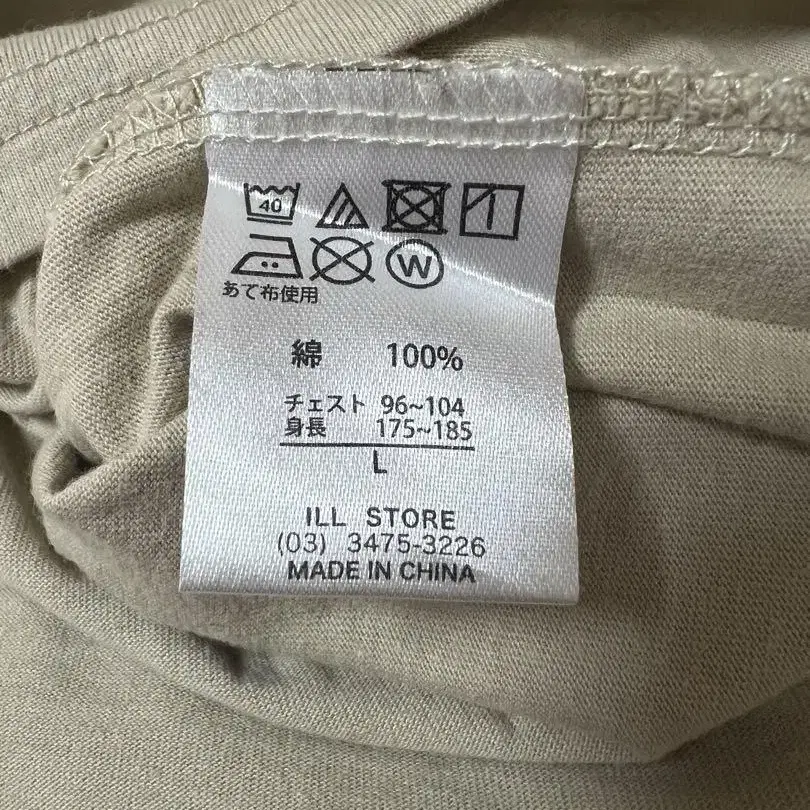 40
W
あて布使用
綿 100%
チェスト 96~104
身長 175~185
L
ILL STORE
(03) 3475-3226
MADE IN CHINA